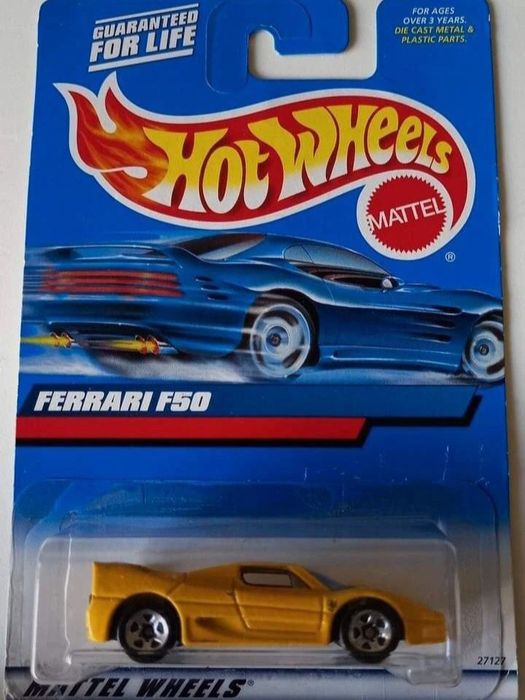 GUARANTEED
FOR LIFE
FOR AGES
OVER 3 YEARS.
DIE CAST METAL &
PLASTIC PARTS.
HOT WHEELS
MATTEL
®
FERRARI F50
27127
MATTEL WHEELS®